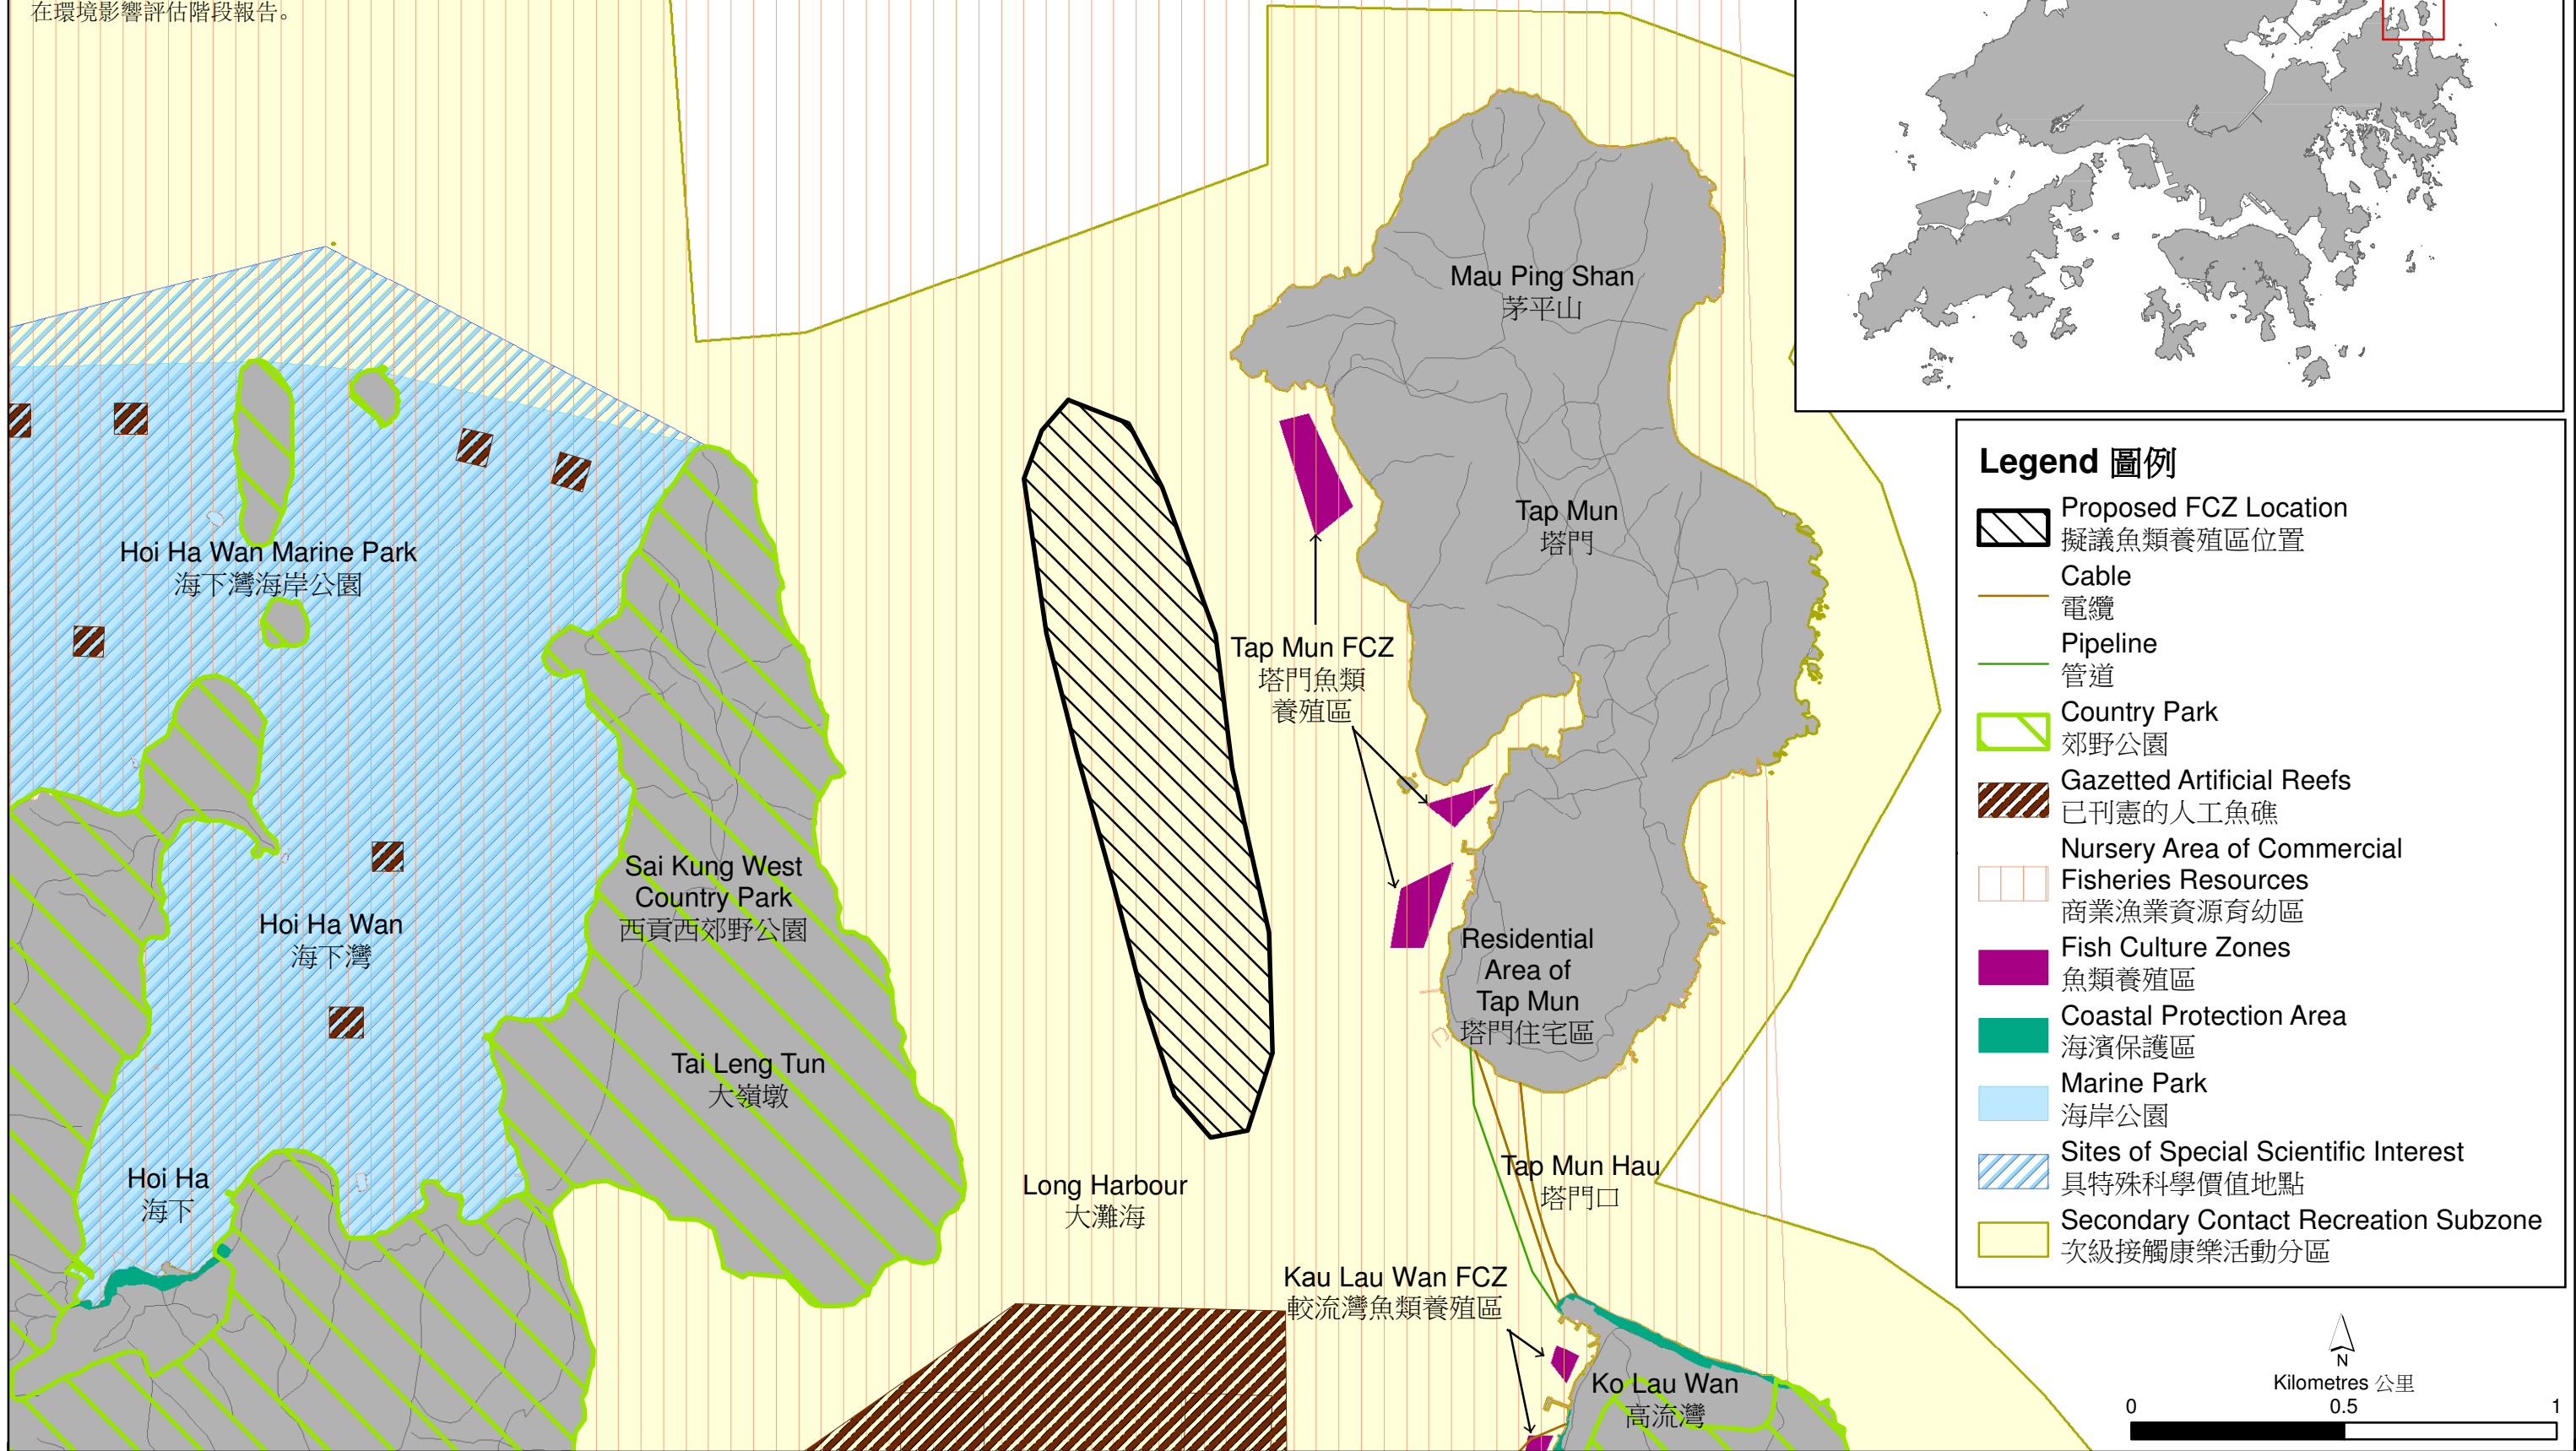 在環境影響評估階段報告。
Mau Ping Shan
茅平山
Tap Mun
塔門
Hoi Ha Wan Marine Park
海下灣海岸公園
Tap Mun FCZ
塔門魚類
養殖區
Sai Kung West
Country Park
西貢西郊野公園
Hoi Ha Wan
海下灣
Residential
Area of
Tap Mun
塔門住宅區
Tai Leng Tun
大嶺墩
Hoi Ha
海下
Long Harbour
大灘海
Tap Mun Hau
塔門口
Kau Lau Wan FCZ
較流灣魚類養殖區
Ko Lau Wan
高流灣
Legend 圖例
Proposed FCZ Location
擬議魚類養殖區位置
Cable
電纜
Pipeline
管道
Country Park
郊野公園
Gazetted Artificial Reefs
已刊憲的人工魚礁
Nursery Area of Commercial
Fisheries Resources
商業漁業資源育幼區
Fish Culture Zones
魚類養殖區
Coastal Protection Area
海濱保護區
Marine Park
海岸公園
Sites of Special Scientific Interest
具特殊科學價值地點
Secondary Contact Recreation Subzone
次級接觸康樂活動分區
N
Kilometres 公里
0 0.5 1